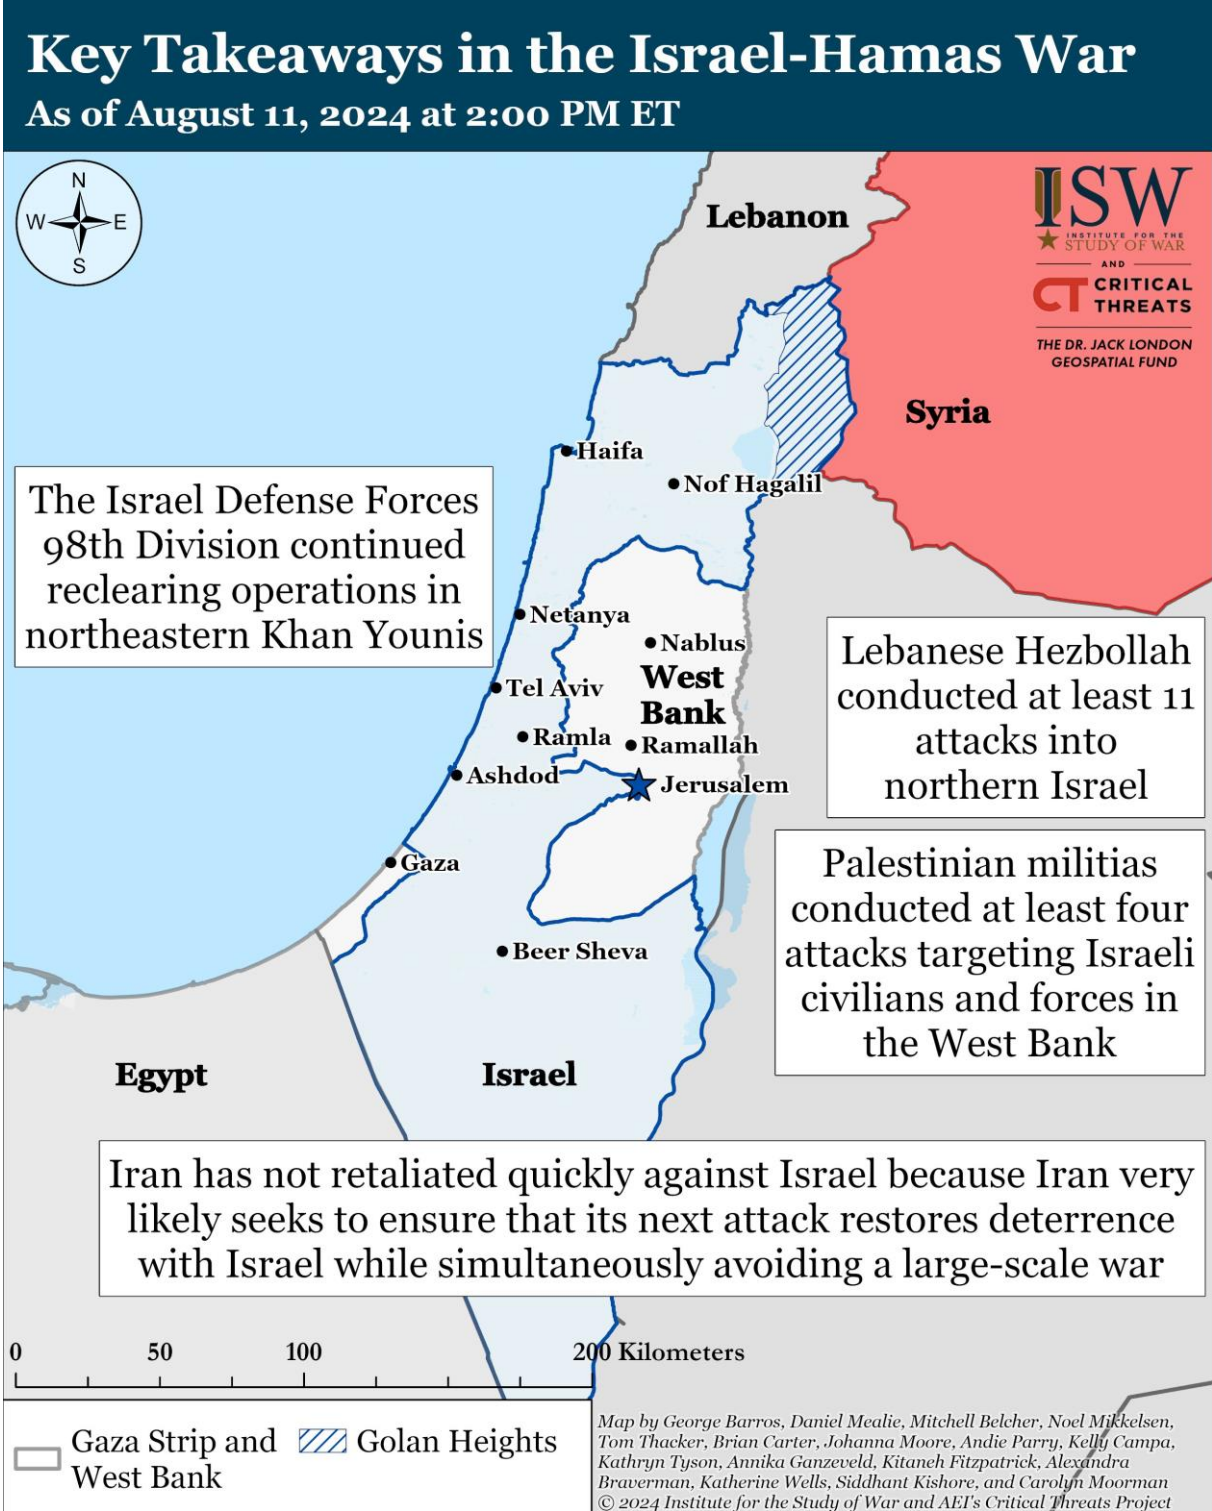 Key Takeaways in the Israel-Hamas War
As of August 11, 2024 at 2:00 PM ET
N
W
E
S
ISW
INSTITUTE FOR THE
STUDY OF WAR
AND
CT CRITICAL
THREATS
THE DR. JACK LONDON
GEOSPATIAL FUND
Lebanon
Syria
Haifa
Nof Hagalil
The Israel Defense Forces
98th Division continued
reclearing operations in
northeastern Khan Younis
Netanya
Nablus
West
Bank
Tel Aviv
Ramla
Ramallah
Ashdod
Jerusalem
Gaza
Beer Sheva
Lebanese Hezbollah
conducted at least 11
attacks into
northern Israel
Palestinian militias
conducted at least four
attacks targeting Israeli
civilians and forces in
the West Bank
Egypt
Israel
Iran has not retaliated quickly against Israel because Iran very
likely seeks to ensure that its next attack restores deterrence
with Israel while simultaneously avoiding a large-scale war
0 50 100 200 Kilometers
Gaza Strip and
West Bank
Golan Heights
Map by George Barros, Daniel Mealie, Mitchell Belcher, Noel Mikkelsen,
Tom Thacker, Brian Carter, Johanna Moore, Andie Parry, Kelly Campa,
Kathryn Tyson, Annika Ganzeveld, Kitaneh Fitzpatrick, Alexandra
Braverman, Katherine Wells, Siddhant Kishore, and Carolyn Moorman
© 2024 Institute for the Study of War and AEI's Critical Threats Project